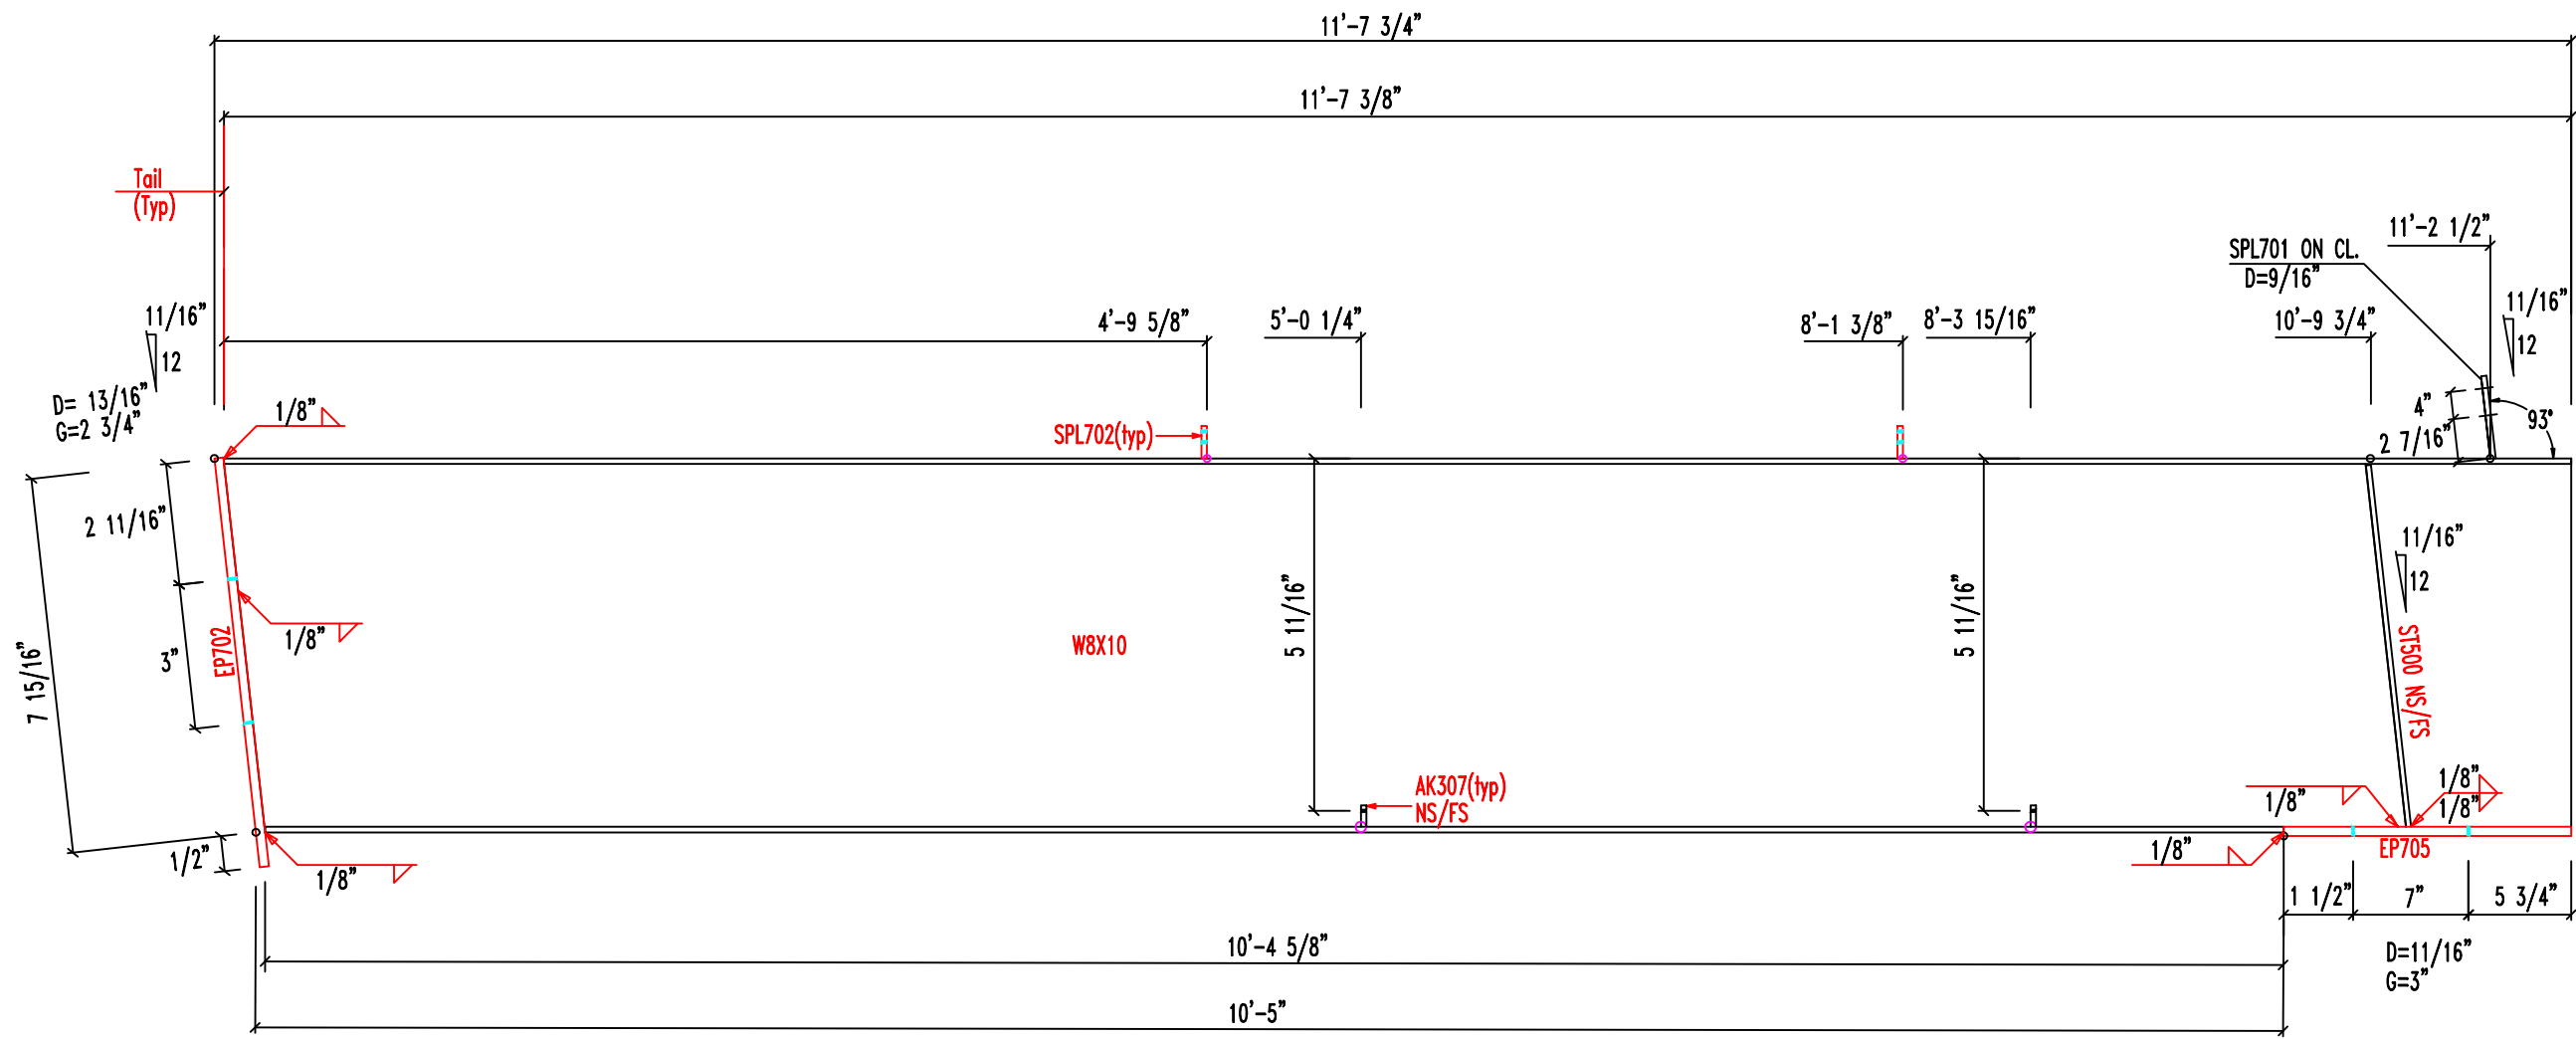 11'-7 3/4"
11'-7 3/8"
Tail
(Typ)
11'-2 1/2"
SPL701 ON CL.
D=9/16"
11/16"
12
4'-9 5/8"
5'-0 1/4"
8'-1 3/8"
8'-3 15/16"
10'-9 3/4"
11/16"
12
D= 13/16"
G=2 3/4"
1/8"
SPL702(typ)
4"
2 7/16"
93°
2 11/16"
3"
7 15/16"
1/2"
EP702
1/8"
W8X10
5 11/16"
5 11/16"
11/16"
12
ST500 NS/FS
AK307(typ)
NS/FS
1/8"
1/8"
1/8"
1/8"
1/8"
EP705
1/8"
1 1/2"
7"
5 3/4"
10'-4 5/8"
D=11/16"
G=3"
10'-5"